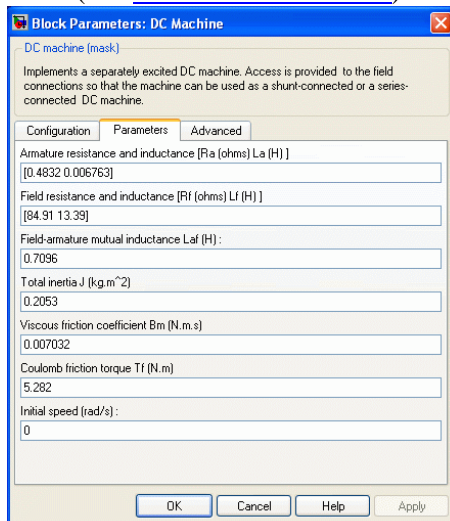 Block Parameters: DC Machine
DC machine (mask)
Implements a separately excited DC machine. Access is provided to the field
connections so that the machine can be used as a shunt-connected or a series-
connected DC machine.
Configuration Parameters Advanced
Armature resistance and inductance [Ra (ohms) La (H) ]
[0.4832 0.006763]
Field resistance and inductance [Rf (ohms) Lf (H) ]
[84.91 13.39]
Field-armature mutual inductance Laf (H) :
0.7096
Total inertia J (kg.m^2)
0.2053
Viscous friction coefficient Bm (N.m.s)
0.007032
Coulomb friction torque Tf (N.m)
5.282
Initial speed (rad/s) :
0
OK Cancel Help Apply